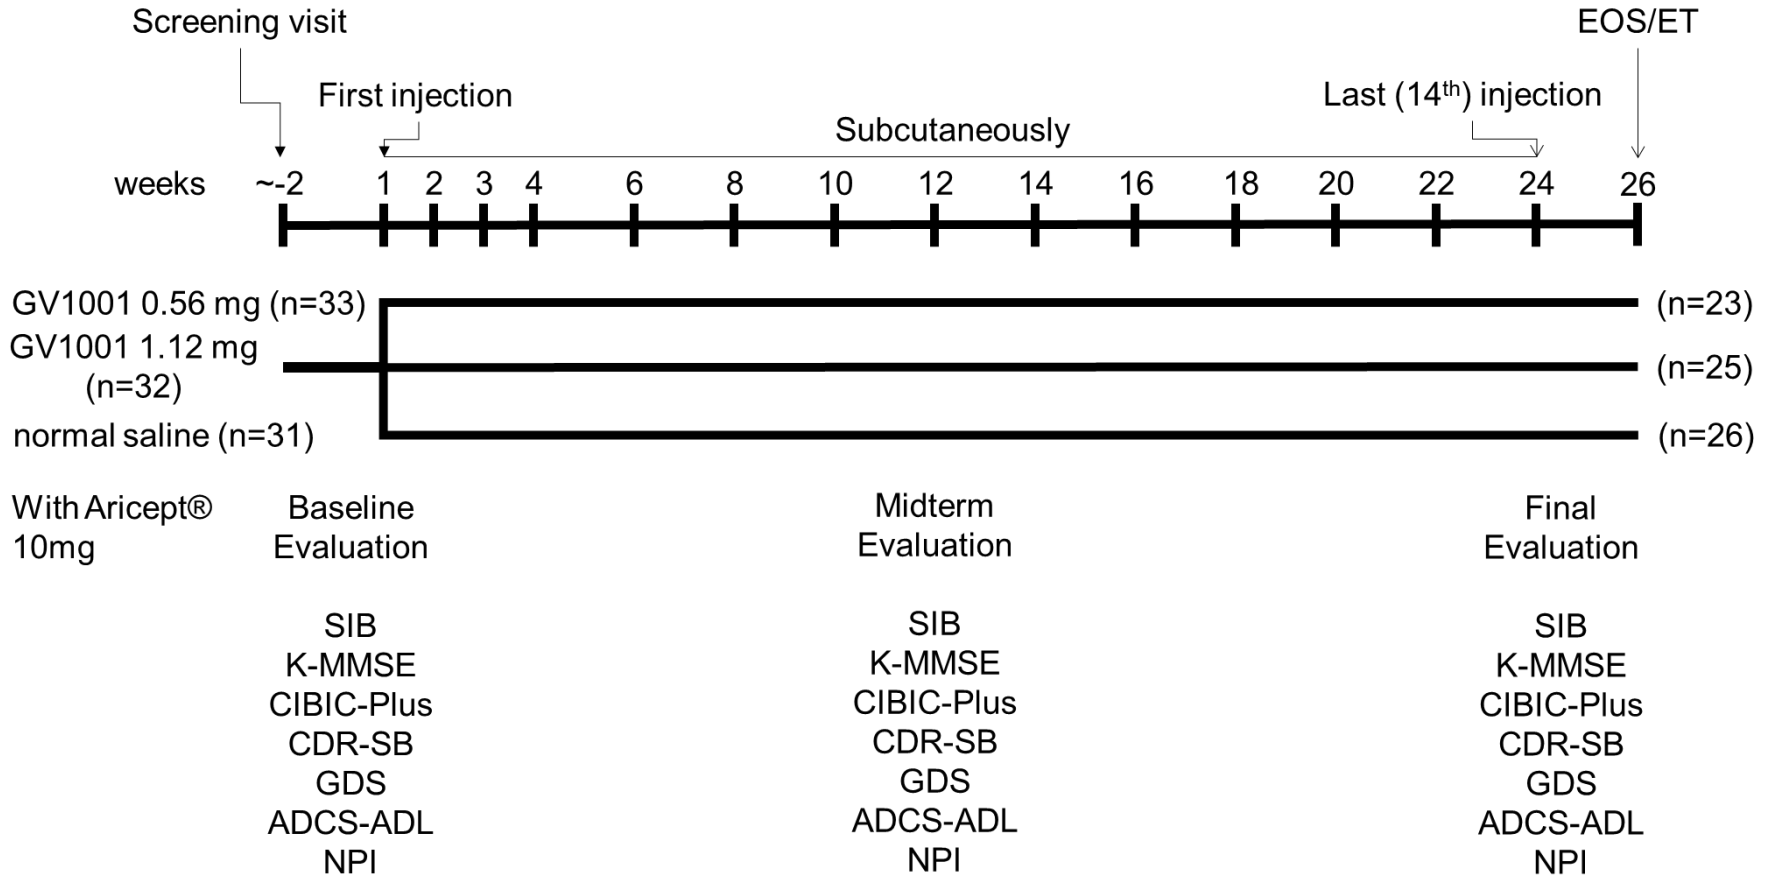 Screening visit
EOS/ET
First injection
Last (14th) injection
Subcutaneously
weeks ~-2 1 2 3 4 6 8 10 12 14 16 18 20 22 24 26
GV1001 0.56 mg (n=33)
(n=23)
GV1001 1.12 mg
(n=32)
(n=25)
normal saline (n=31)
(n=26)
With Aricept®
10mg
Baseline
Evaluation
SIB
K-MMSE
CIBIC-Plus
CDR-SB
GDS
ADCS-ADL
NPI
Midterm
Evaluation
SIB
K-MMSE
CIBIC-Plus
CDR-SB
GDS
ADCS-ADL
NPI
Final
Evaluation
SIB
K-MMSE
CIBIC-Plus
CDR-SB
GDS
ADCS-ADL
NPI